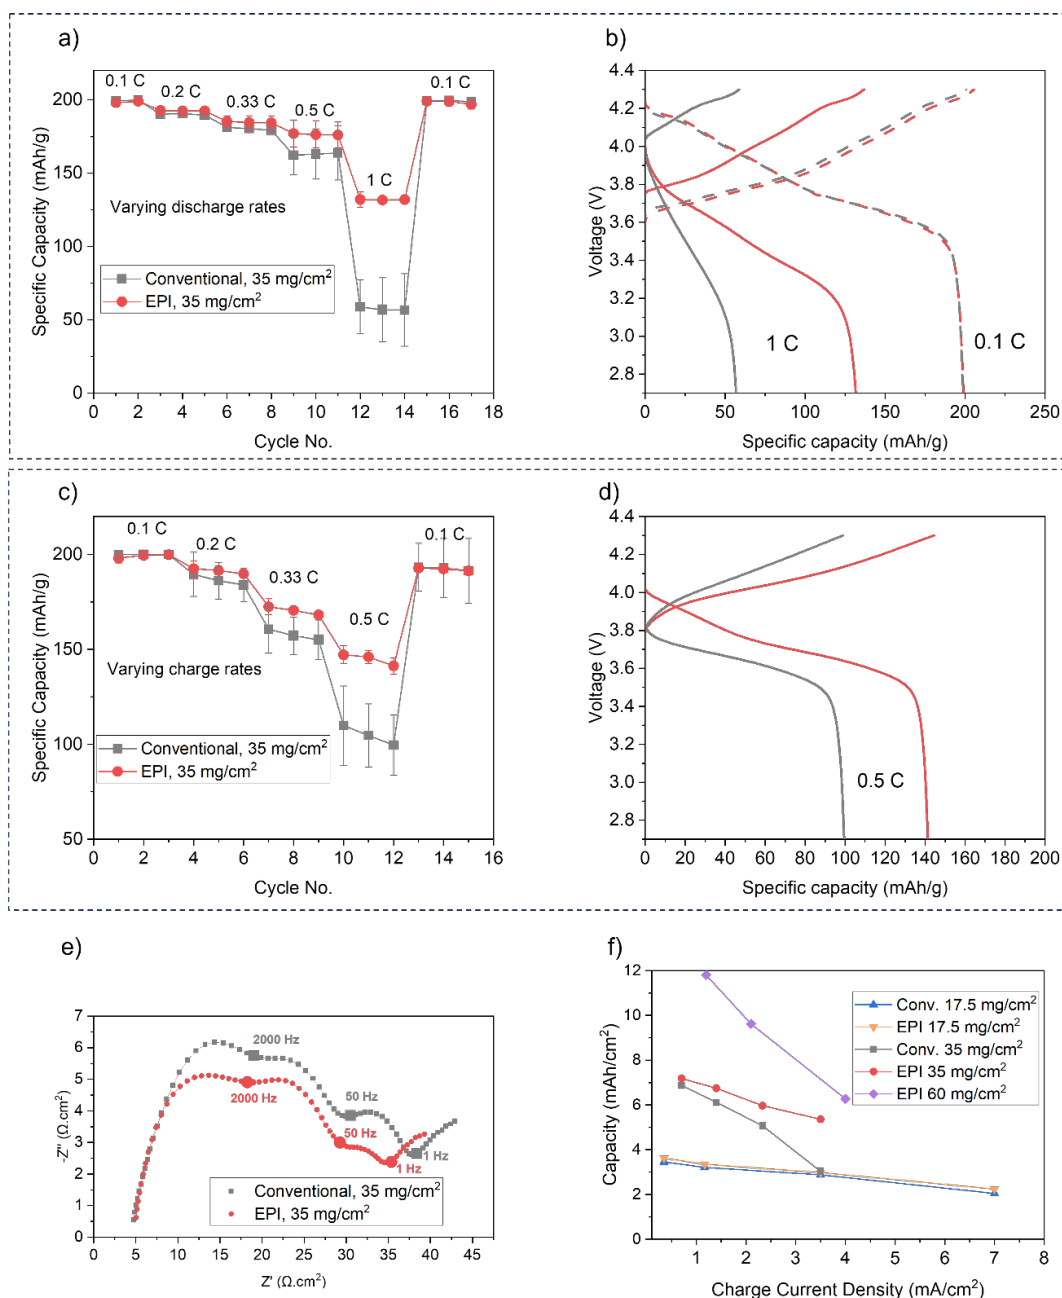 a)
0.1 C
0.2 C
0.33 C
0.5 C
1 C
0.1 C
Varying discharge rates
Conventional, 35 mg/cm²
EPI, 35 mg/cm²
Specific Capacity (mAh/g)
200
150
100
50
0
0 2 4 6 8 10 12 14 16 18
Cycle No.
b)
Voltage (V)
4.4
4.2
4.0
3.8
3.6
3.4
3.2
3.0
2.8
1 C
0.1 C
0 50 100 150 200 250
Specific capacity (mAh/g)
c)
0.1 C
0.2 C
0.33 C
0.5 C
0.1 C
Varying charge rates
Conventional, 35 mg/cm²
EPI, 35 mg/cm²
Specific Capacity (mAh/g)
200
150
100
50
0 2 4 6 8 10 12 14 16
Cycle No.
d)
Voltage (V)
4.4
4.2
4.0
3.8
3.6
3.4
3.2
3.0
2.8
0.5 C
0 20 40 60 80 100 120 140 160 180 200
Specific capacity (mAh/g)
e)
-Z'' (Ω.cm²)
7
6
5
4
3
2
1
0
2000 Hz
50 Hz
1 Hz
2000 Hz
50 Hz
1 Hz
Conventional, 35 mg/cm²
EPI, 35 mg/cm²
0 5 10 15 20 25 30 35 40 45
Z' (Ω.cm²)
f)
Capacity (mAh/cm²)
12
10
8
6
4
2
0
Conv. 17.5 mg/cm²
EPI 17.5 mg/cm²
Conv. 35 mg/cm²
EPI 35 mg/cm²
EPI 60 mg/cm²
1 2 3 4 5 6 7 8
Charge Current Density (mA/cm²)